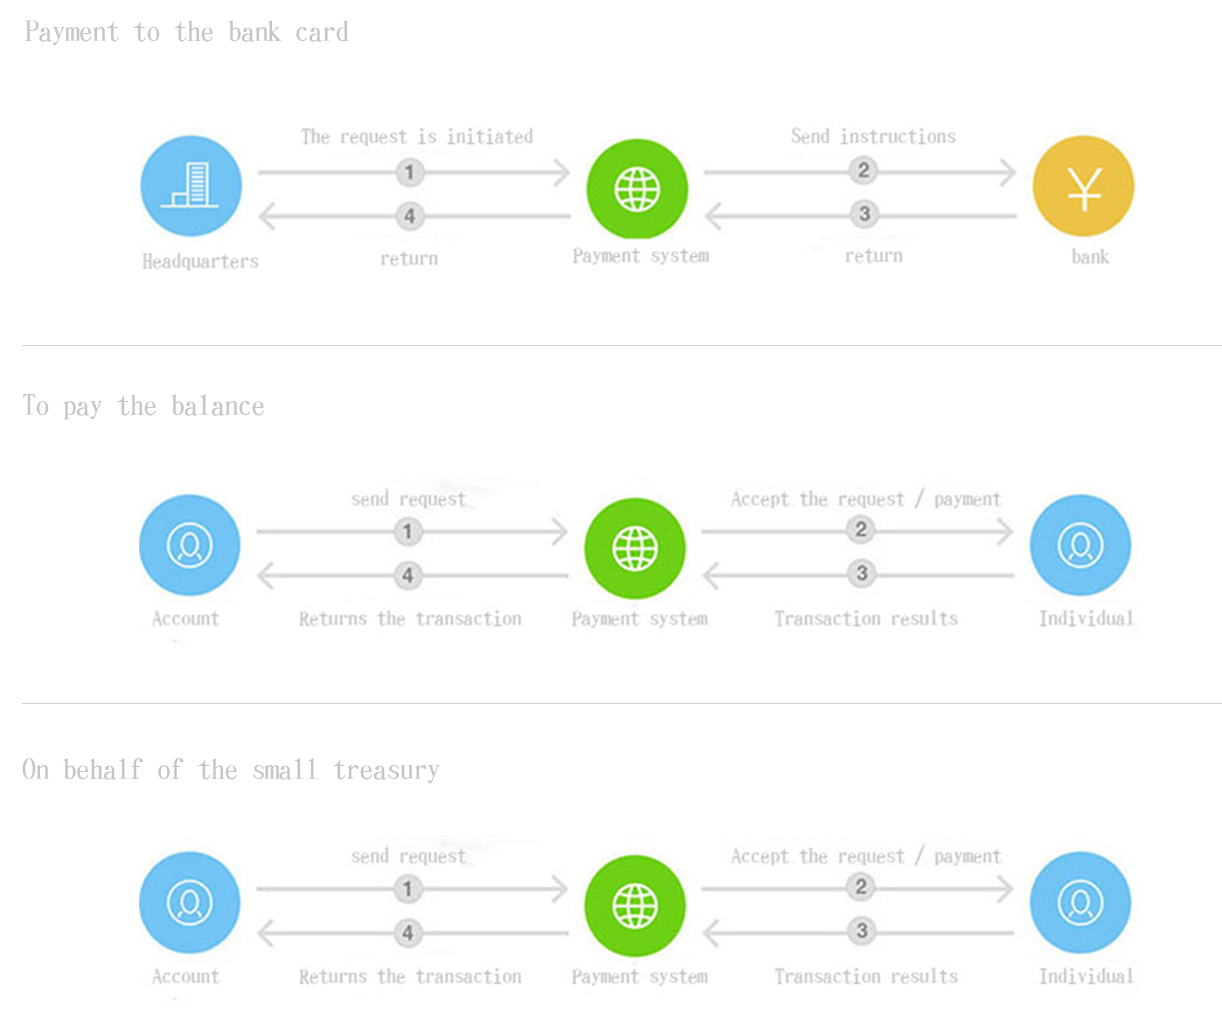 Payment to the bank card
The request is initiated
Send instructions
1
2
4
3
Headquarters
return
Payment system
return
bank
To pay the balance
send request
Accept the request / payment
1
2
4
3
Account
Returns the transaction
Payment system
Transaction results
Individual
On behalf of the small treasury
send request
Accept the request / payment
1
2
4
3
Account
Returns the transaction
Payment system
Transaction results
Individual